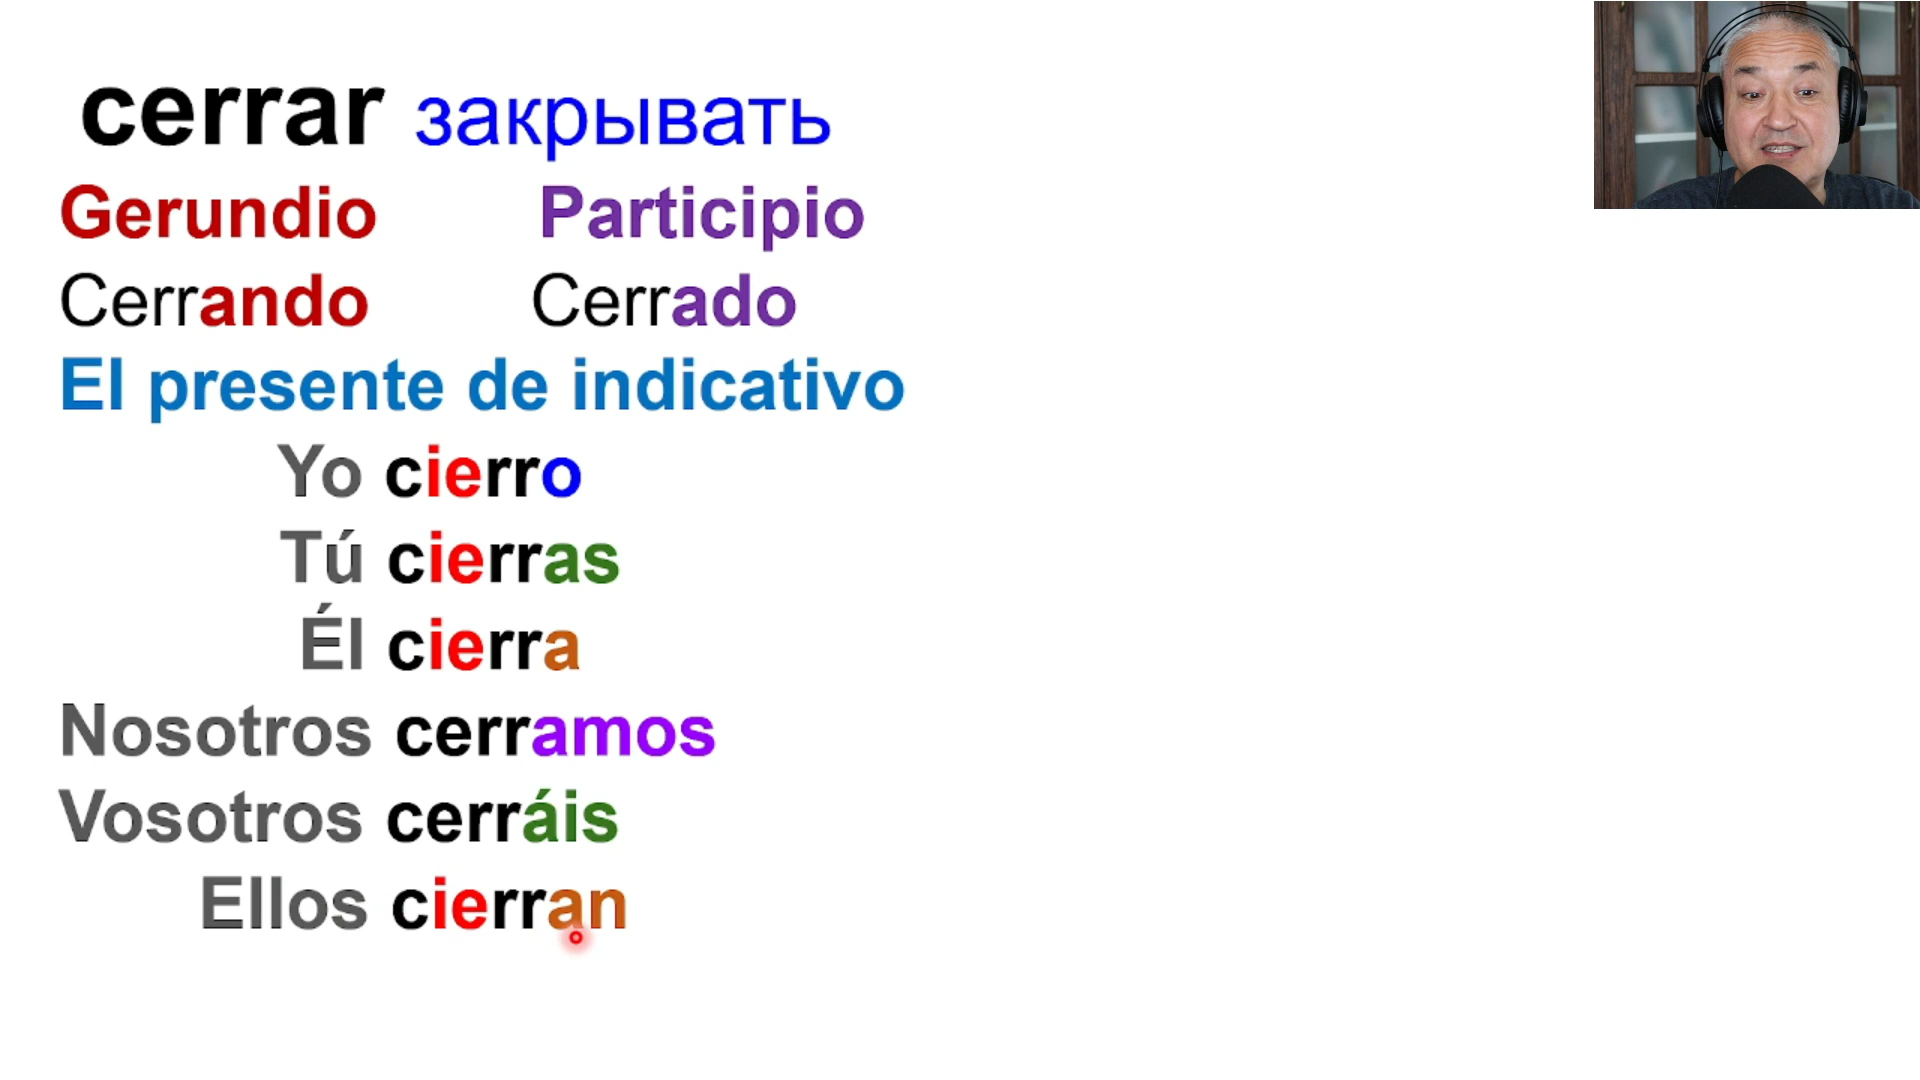 cerrar закрывать
Gerundio Participio
Cerrando Cerrado
El presente de indicativo
Yo cierro
Tú cierras
Él cierra
Nosotros cerramos
Vosotros cerráis
Ellos cierran